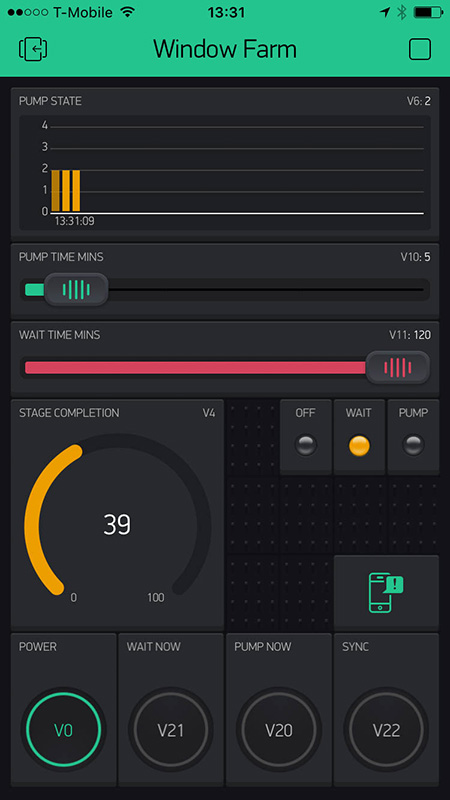 T-Mobile 13:31
Window Farm
PUMP STATE V6: 2
4
3
2
1
0
13:31:09
PUMP TIME MINS V10: 5
WAIT TIME MINS V11: 120
STAGE COMPLETION V4
OFF WAIT PUMP
39
0 100
!
POWER WAIT NOW PUMP NOW SYNC
V0 V21 V20 V22